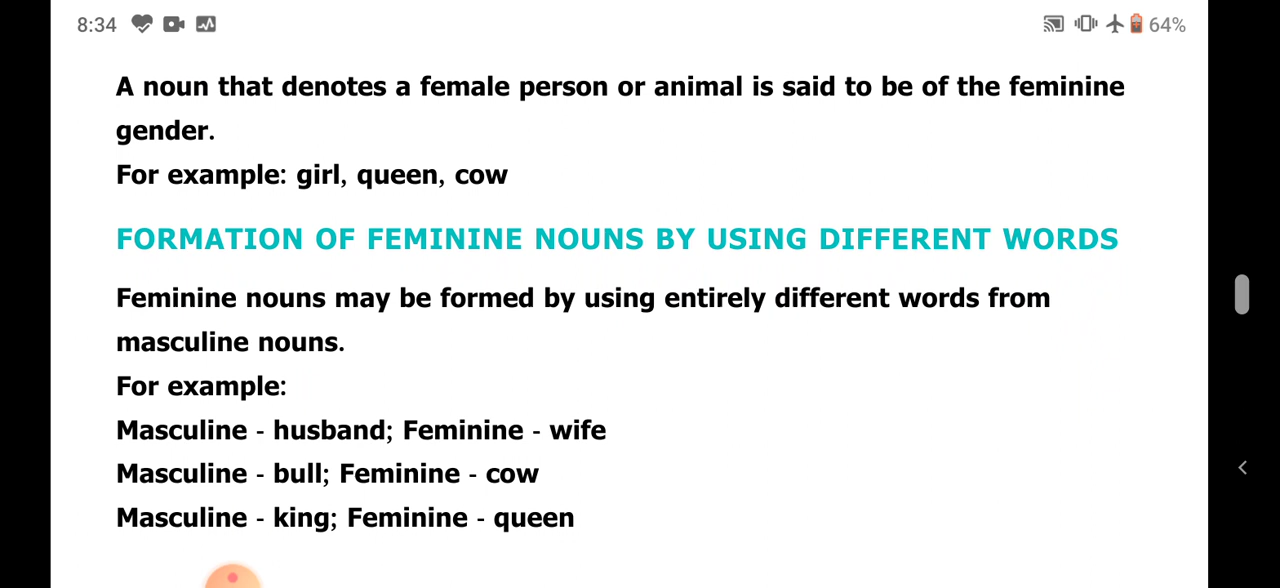 8:34 64%
A noun that denotes a female person or animal is said to be of the feminine
gender.
For example: girl, queen, cow
FORMATION OF FEMININE NOUNS BY USING DIFFERENT WORDS
Feminine nouns may be formed by using entirely different words from
masculine nouns.
For example:
Masculine - husband; Feminine - wife
Masculine - bull; Feminine - cow
Masculine - king; Feminine - queen